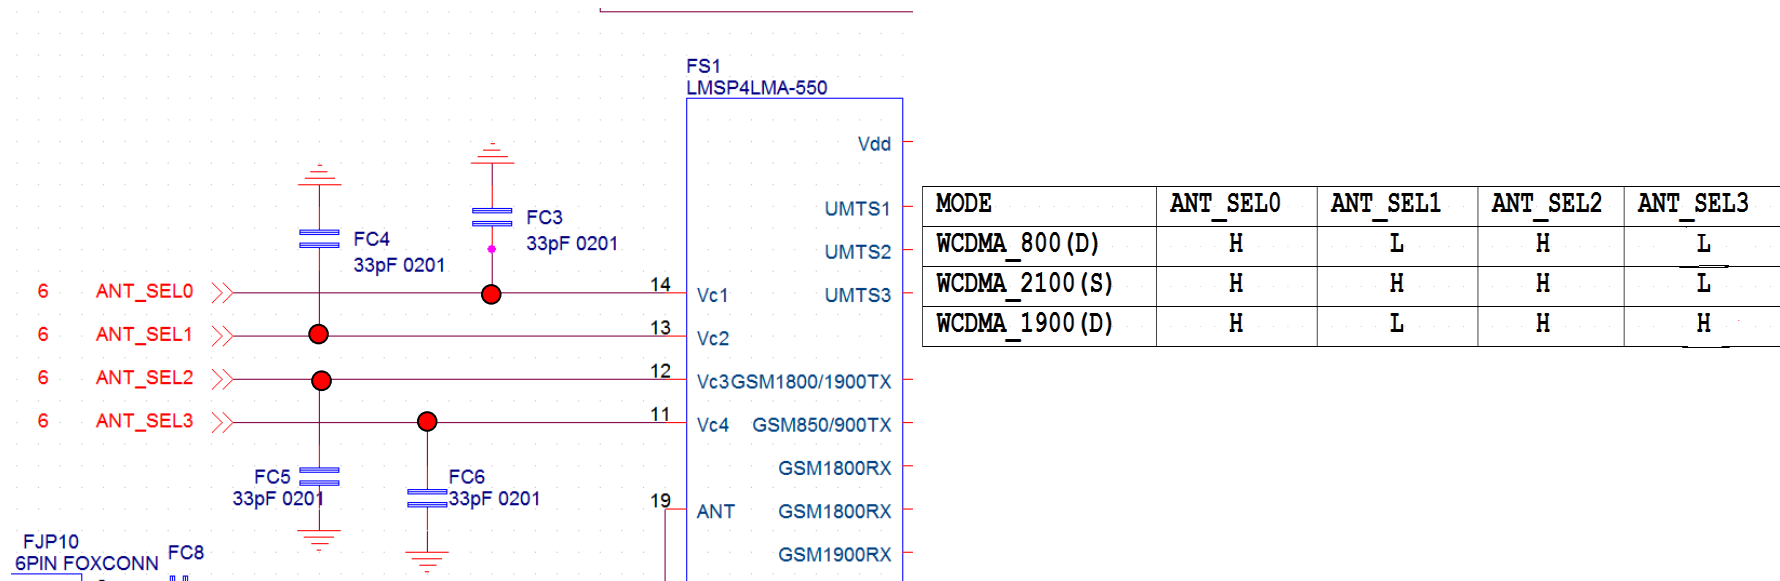 FS1
LMSP4LMA-550
Vdd
UMTS1
UMTS2
UMTS3
FC3
33pF 0201
FC4
33pF 0201
6 ANT_SEL0 14 Vc1
6 ANT_SEL1 13 Vc2
6 ANT_SEL2 12 Vc3 GSM1800/1900TX
6 ANT_SEL3 11 Vc4 GSM850/900TX
GSM1800RX
FC5
33pF 0201
FC6
33pF 0201
19 ANT GSM1800RX
GSM1900RX
FJP10
6PIN FOXCONN
FC8
MODE ANT_SEL0 ANT_SEL1 ANT_SEL2 ANT_SEL3
WCDMA_800(D) H L H L
WCDMA_2100(S) H H H L
WCDMA_1900(D) H L H H